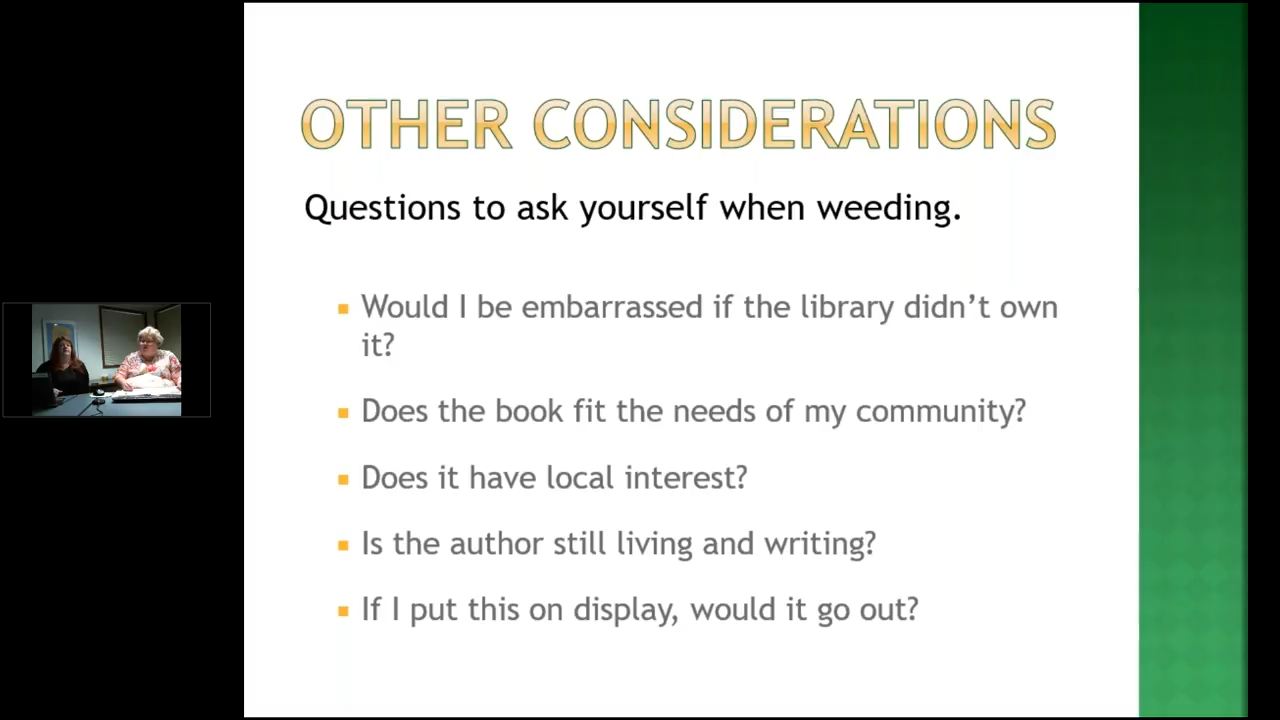 OTHER CONSIDERATIONS
Questions to ask yourself when weeding.
Would I be embarrassed if the library didn’t own
it?
Does the book fit the needs of my community?
Does it have local interest?
Is the author still living and writing?
If I put this on display, would it go out?